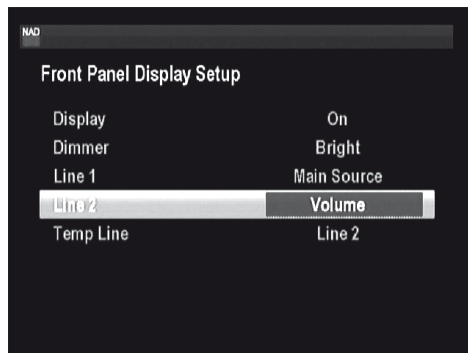 NAD
Front Panel Display Setup
Display On
Dimmer Bright
Line 1 Main Source
Line 2 Volume
Temp Line Line 2